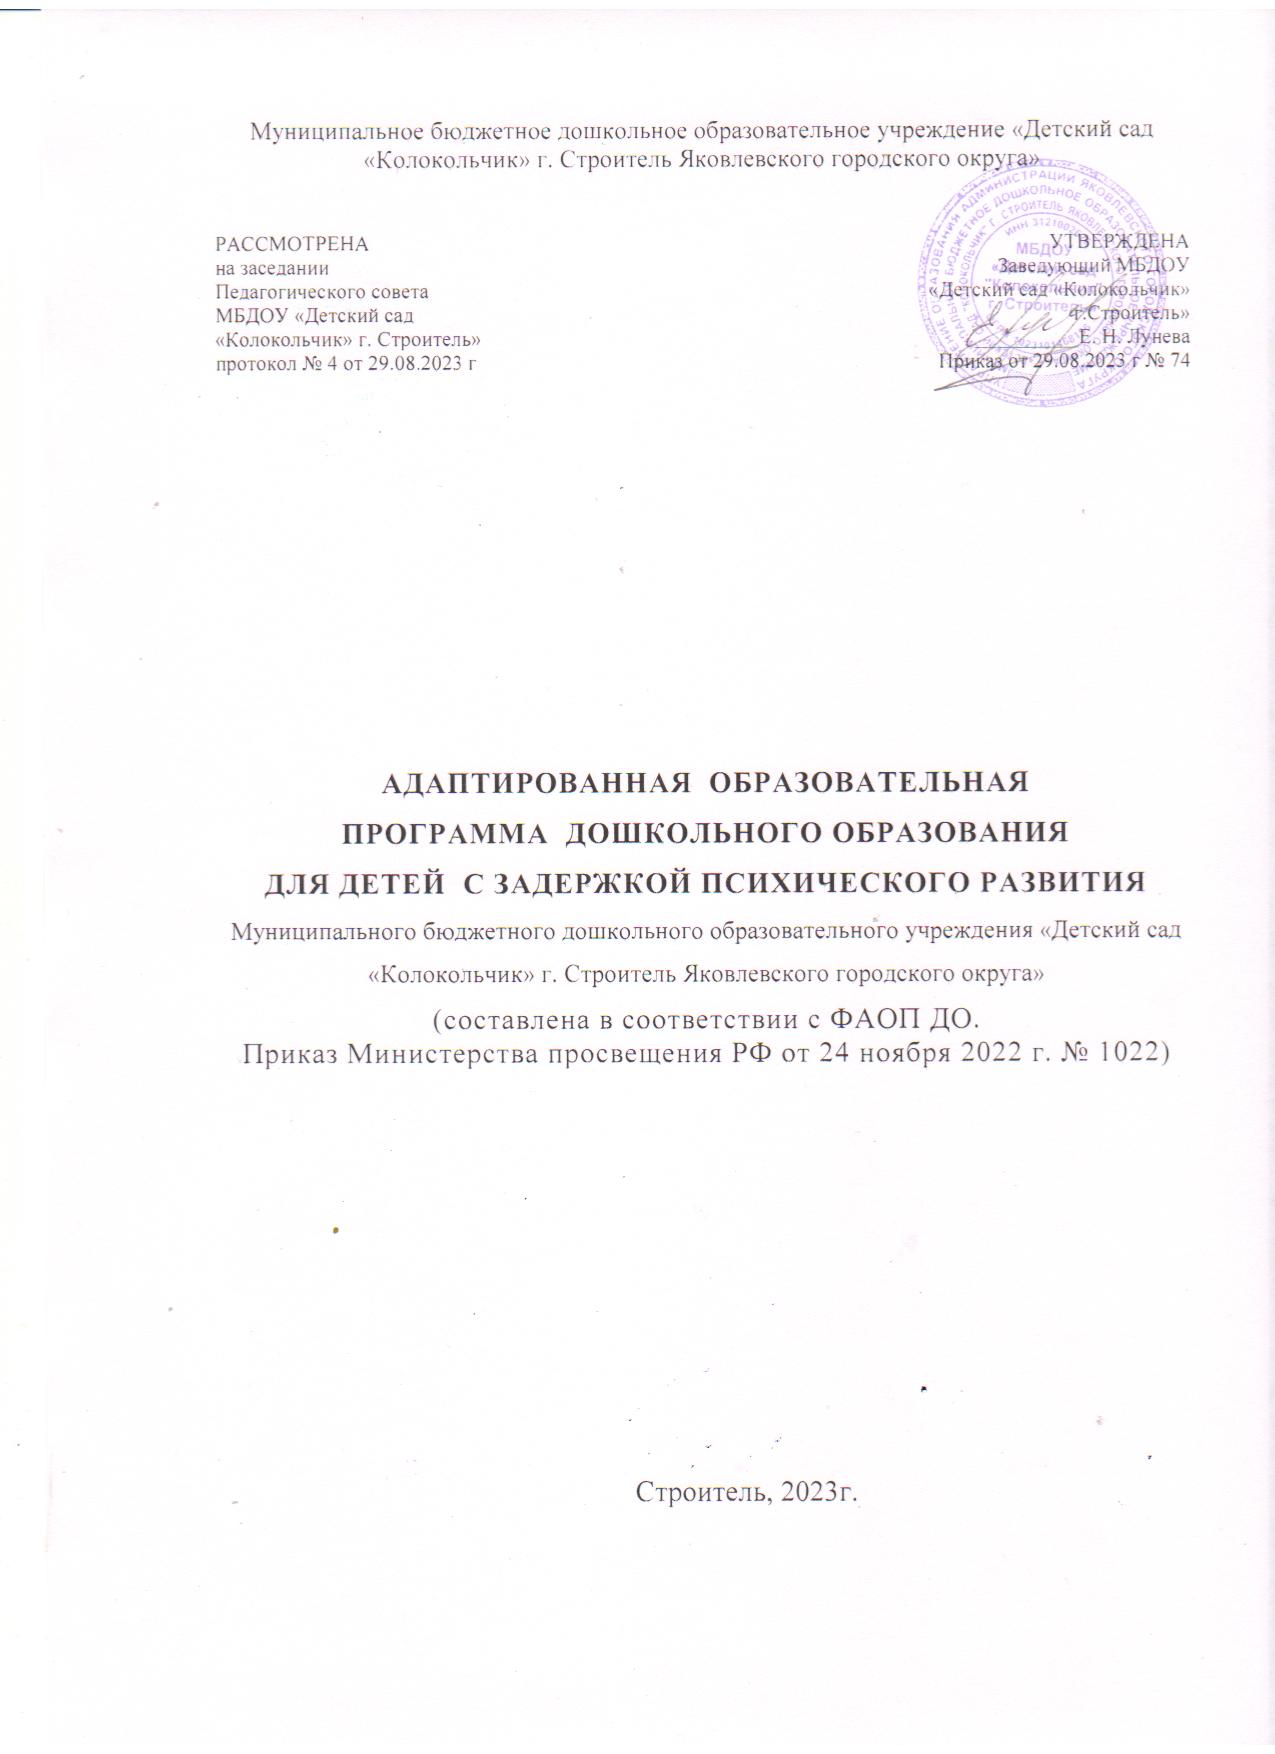 Муниципальное бюджетное дошкольное образовательное учреждение «Детский сад
«Колокольчик» г. Строитель Яковлевского городского округа»
РАССМОТРЕНА
на заседании
Педагогического совета
МБДОУ «Детский сад
«Колокольчик» г. Строитель»
протокол № 4 от 29.08.2023 г
УТВЕРЖДЕНА
Заведующий МБДОУ
«Детский сад «Колокольчик»
г.Строитель»
Е. Н. Лунева
Приказ от 29.08.2023 г № 74
МБДОУ
АДАПТИРОВАННАЯ ОБРАЗОВАТЕЛЬНАЯ
ПРОГРАММА ДОШКОЛЬНОГО ОБРАЗОВАНИЯ
ДЛЯ ДЕТЕЙ С ЗАДЕРЖКОЙ ПСИХИЧЕСКОГО РАЗВИТИЯ
Муниципального бюджетного дошкольного образовательного учреждения «Детский сад
«Колокольчик» г. Строитель Яковлевского городского округа»
(составлена в соответствии с ФАОП ДО.
Приказ Министерства просвещения РФ от 24 ноября 2022 г. № 1022)
Строитель, 2023г.